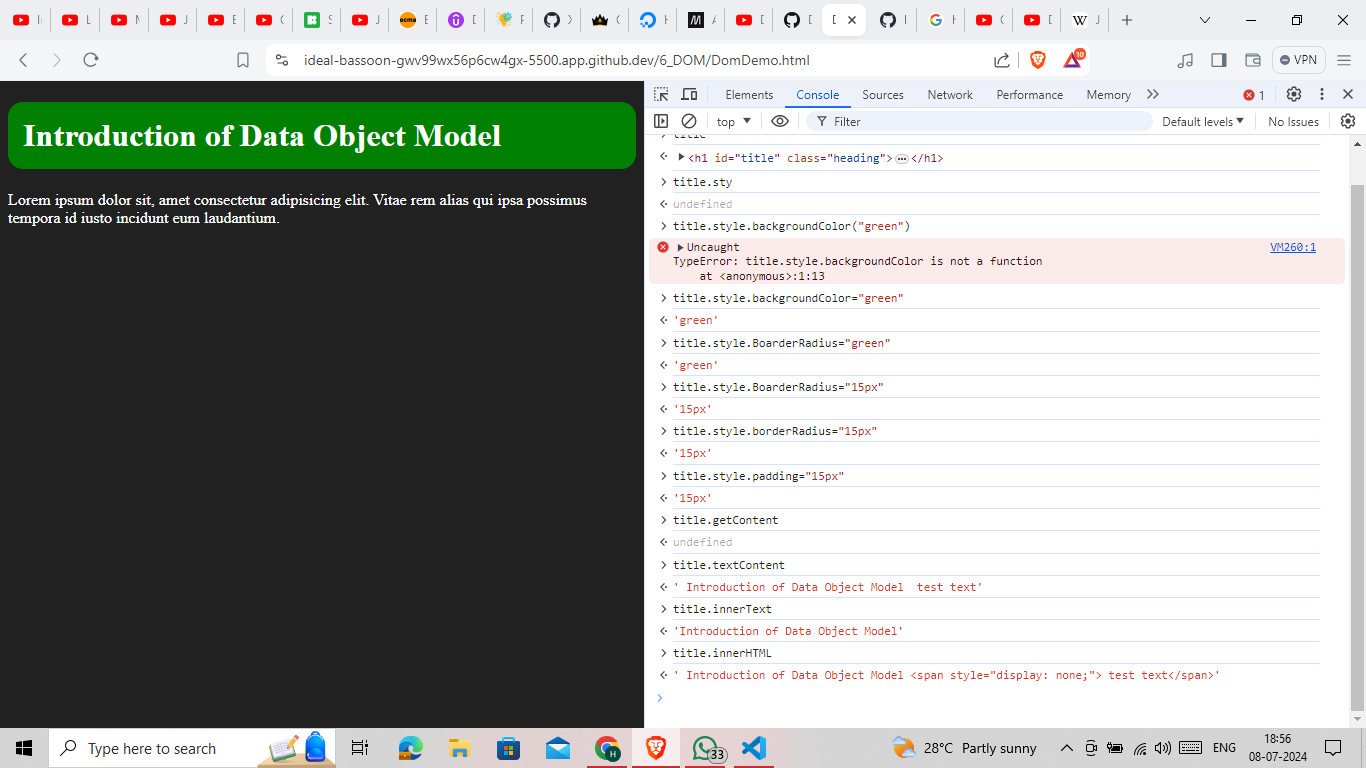 ideal-bassoon-gwv99wx56p6cw4gx-5500.app.github.dev/6_DOM/DomDemo.html
10
VPN
Introduction of Data Object Model
Lorem ipsum dolor sit, amet consectetur adipisicing elit. Vitae rem alias qui ipsa possimus
tempora id iusto incidunt eum laudantium.
Elements Console Sources Network Performance Memory 1
top Filter Default levels No Issues
title
<h1 id="title" class="heading">…</h1>
title.sty
undefined
title.style.backgroundColor("green")
Uncaught VM260:1
TypeError: title.style.backgroundColor is not a function
at <anonymous>:1:13
title.style.backgroundColor="green"
'green'
title.style.BoarderRadius="green"
'green'
title.style.BoarderRadius="15px"
'15px'
title.style.borderRadius="15px"
'15px'
title.style.padding="15px"
'15px'
title.getContent
undefined
title.textContent
' Introduction of Data Object Model  test text'
title.innerText
'Introduction of Data Object Model'
title.innerHTML
' Introduction of Data Object Model <span style="display: none;"> test text</span>'
Type here to search
H
33
28°C Partly sunny
ENG
18:56
08-07-2024